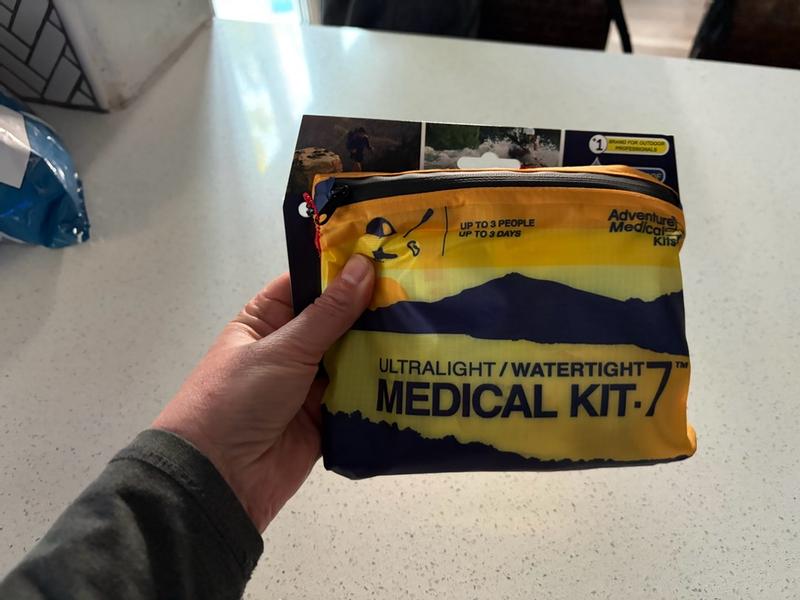 #1 BRAND FOR OUTDOOR
PROFESSIONALS
UP TO 3 PEOPLE
UP TO 3 DAYS
Adventure
Medical
Kits
ULTRALIGHT / WATERTIGHT
MEDICAL KIT .7™